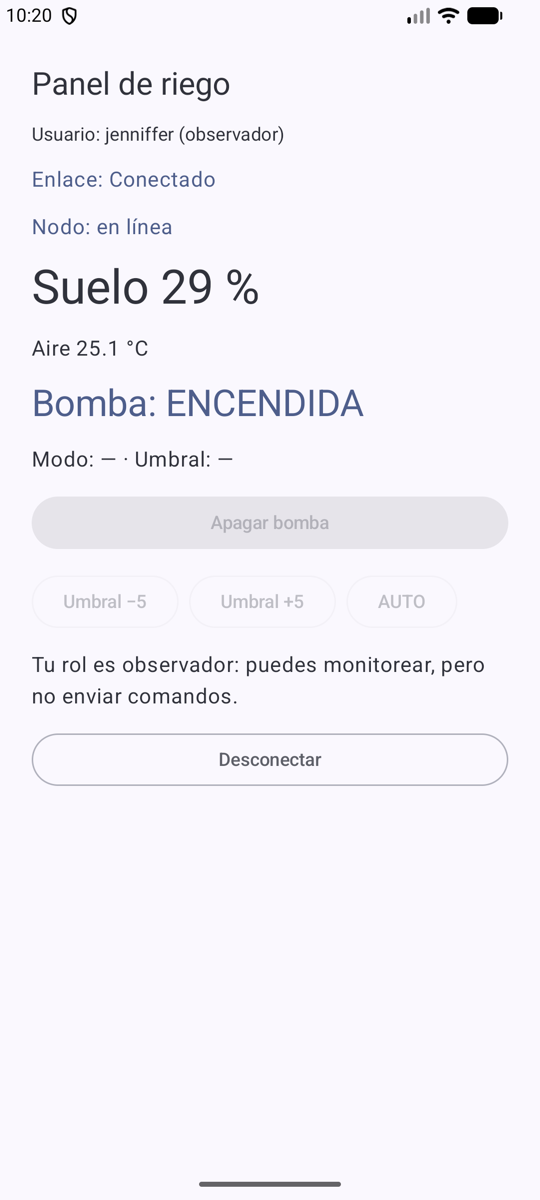 10:20
Panel de riego
Usuario: jenniffer (observador)
Enlace: Conectado
Nodo: en línea
Suelo 29 %
Aire 25.1 °C
Bomba: ENCENDIDA
Modo: — · Umbral: —
Apagar bomba
Umbral −5 Umbral +5 AUTO
Tu rol es observador: puedes monitorear, pero
no enviar comandos.
Desconectar